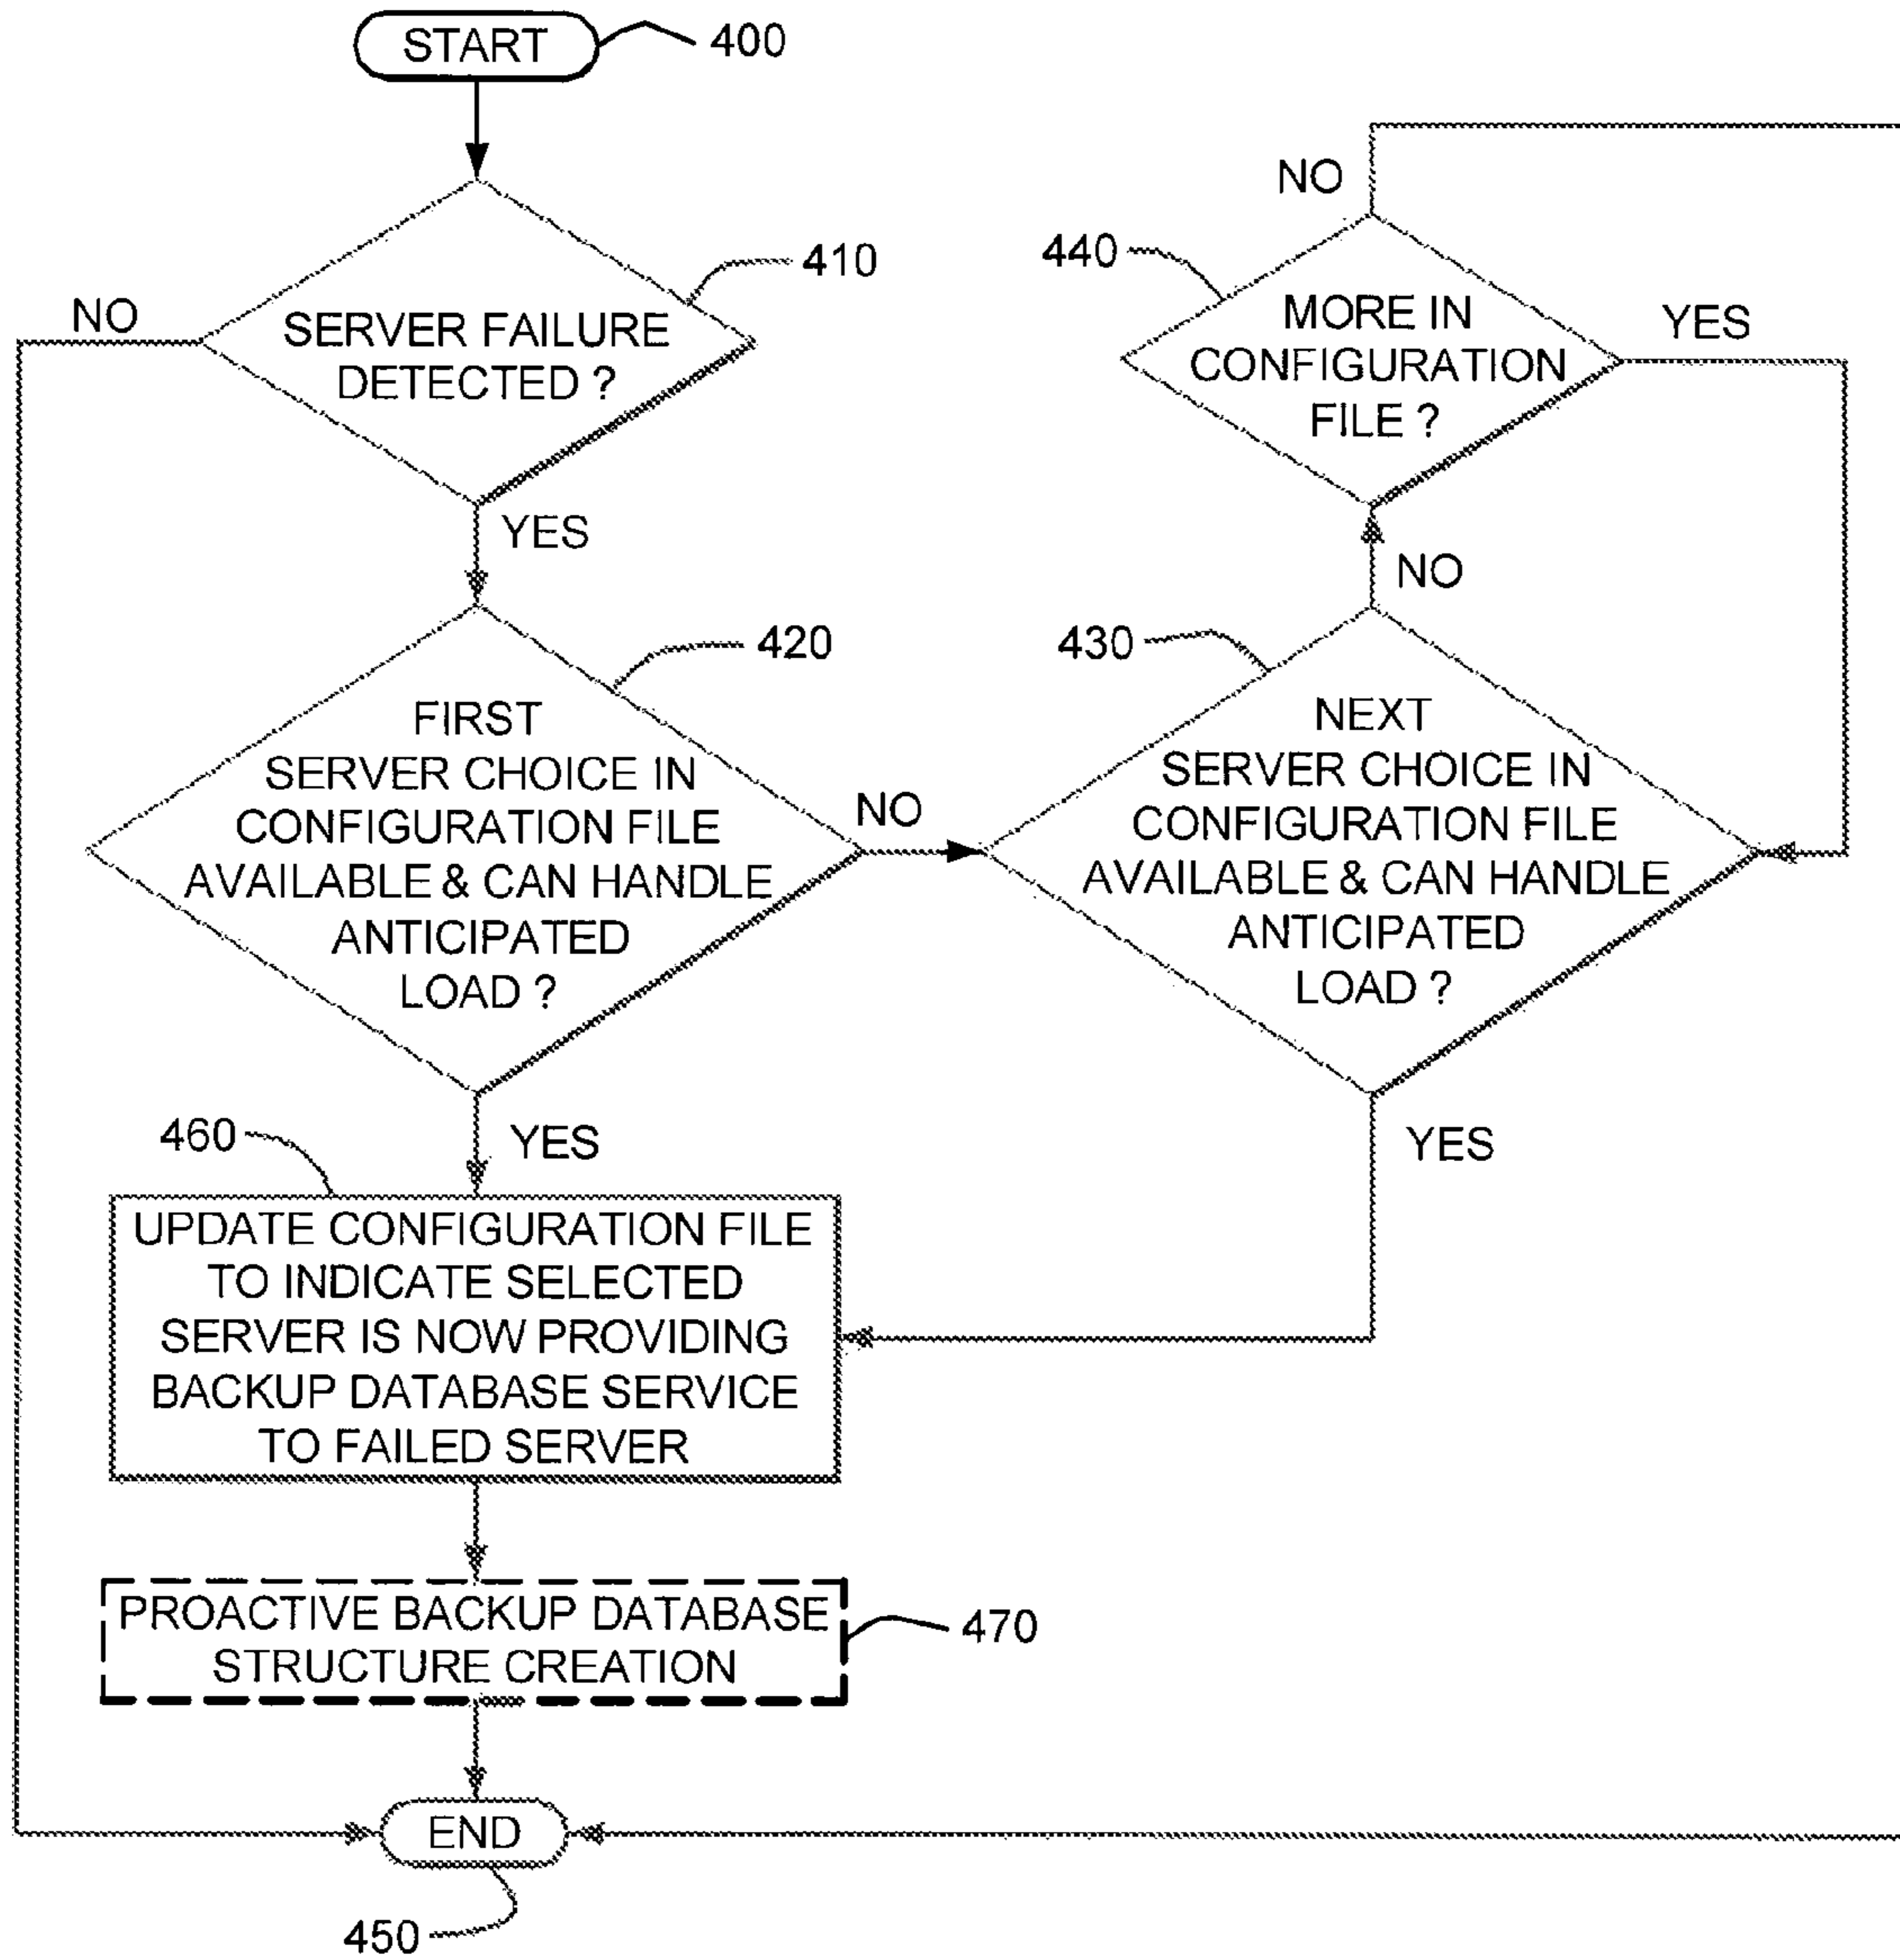 START
400
410
SERVER FAILURE
DETECTED ?
NO
YES
420
FIRST
SERVER CHOICE IN
CONFIGURATION FILE
AVAILABLE & CAN HANDLE
ANTICIPATED
LOAD ?
NO
YES
430
NEXT
SERVER CHOICE IN
CONFIGURATION FILE
AVAILABLE & CAN HANDLE
ANTICIPATED
LOAD ?
NO
YES
440
MORE IN
CONFIGURATION
FILE ?
NO
YES
460
UPDATE CONFIGURATION FILE
TO INDICATE SELECTED
SERVER IS NOW PROVIDING
BACKUP DATABASE SERVICE
TO FAILED SERVER
PROACTIVE BACKUP DATABASE
STRUCTURE CREATION
470
END
450